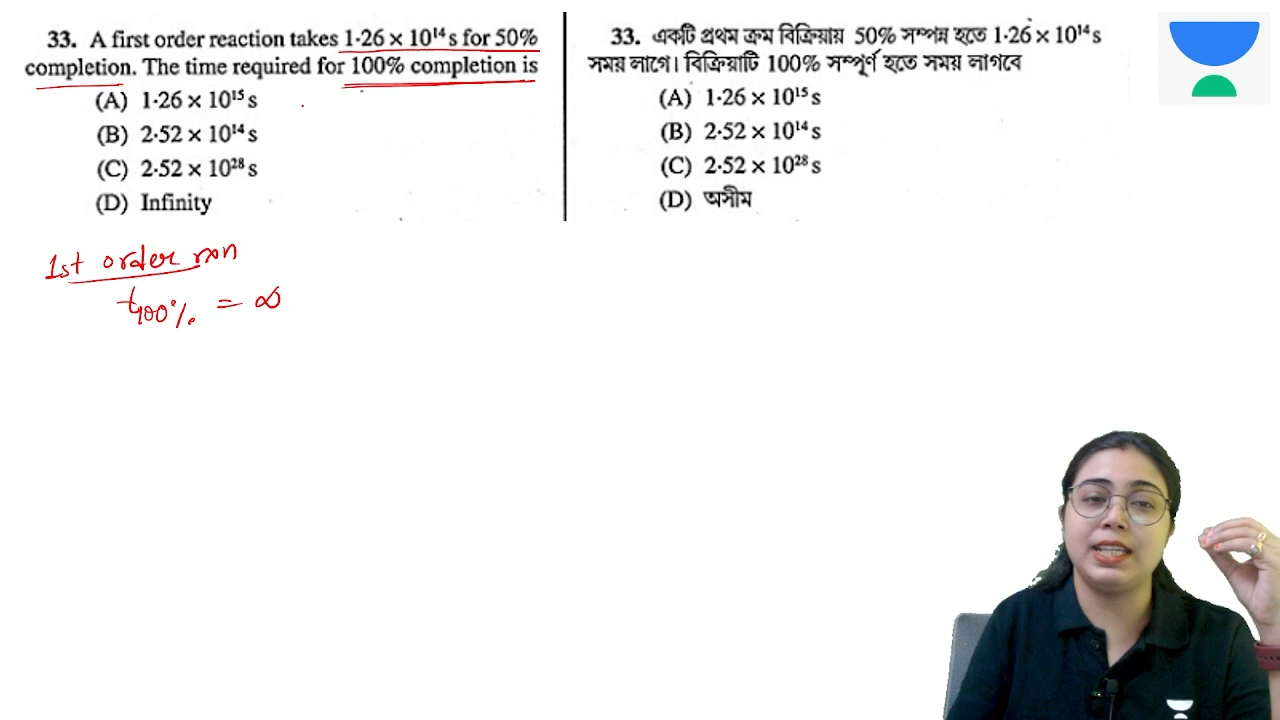 33. A first order reaction takes 1·26 × 10¹⁴ s for 50%
completion. The time required for 100% completion is
(A) 1·26 × 10¹⁵ s
(B) 2·52 × 10¹⁴ s
(C) 2·52 × 10²⁸ s
(D) Infinity
33. একটি প্রথম ক্রম বিক্রিয়ায় 50% সম্পন্ন হতে 1·26 × 10¹⁴ s
সময় লাগে। বিক্রিয়াটি 100% সম্পূর্ণ হতে সময় লাগবে
(A) 1·26 × 10¹⁵ s
(B) 2·52 × 10¹⁴ s
(C) 2·52 × 10²⁸ s
(D) অসীম
1st order rxn
t100% = ∞